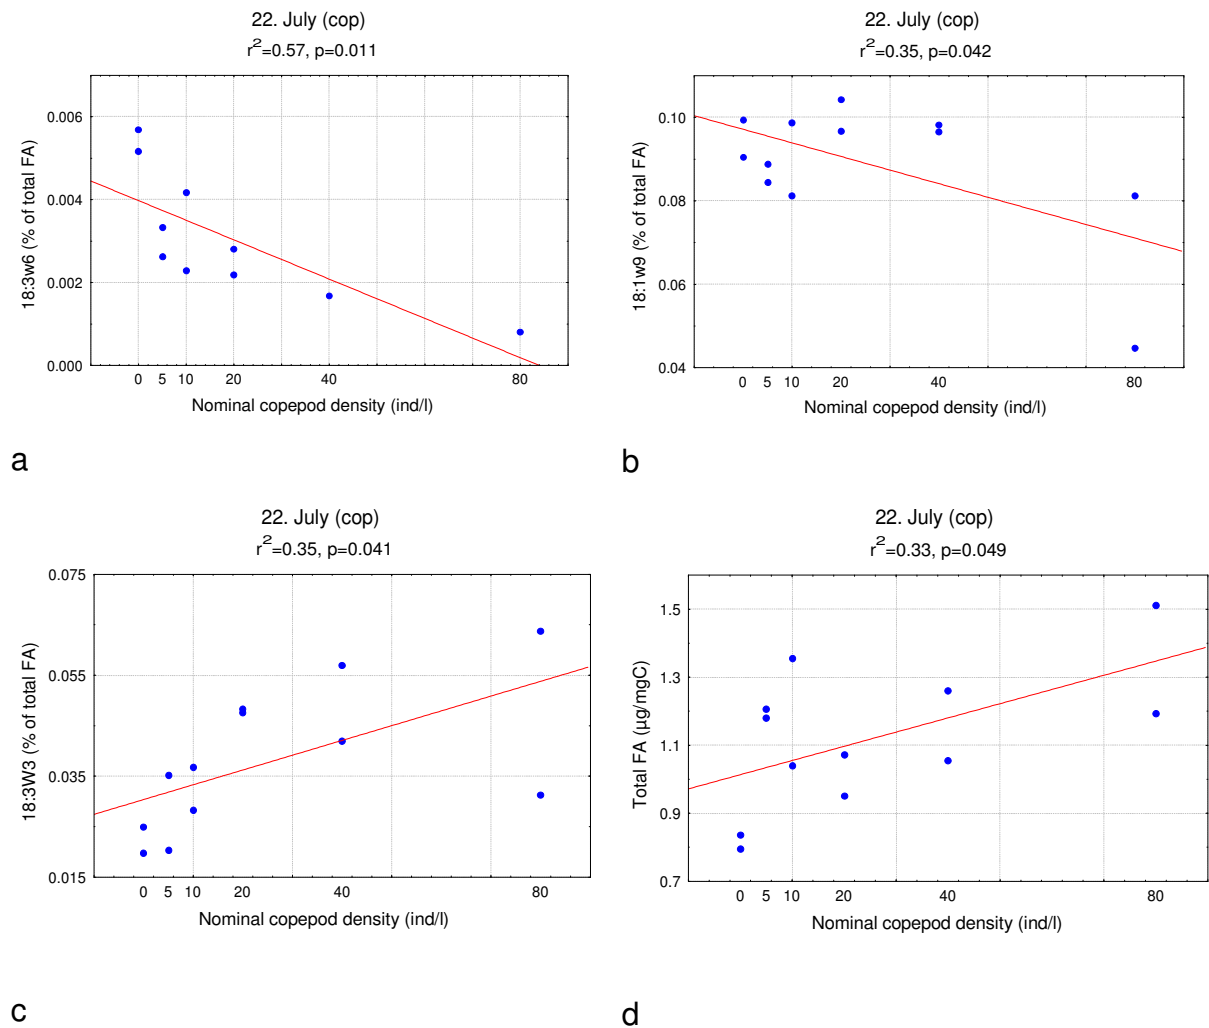 22. July (cop)
r²=0.57, p=0.011
18:3w6 (% of total FA)
0.006
0.004
0.002
0.000
0 5 10 20 40 80
Nominal copepod density (ind/l)
a
22. July (cop)
r²=0.35, p=0.042
18:1w9 (% of total FA)
0.10
0.08
0.06
0.04
0 5 10 20 40 80
Nominal copepod density (ind/l)
b
22. July (cop)
r²=0.35, p=0.041
18:3W3 (% of total FA)
0.075
0.055
0.035
0.015
0 5 10 20 40 80
Nominal copepod density (ind/l)
c
22. July (cop)
r²=0.33, p=0.049
Total FA (µg/mgC)
1.5
1.3
1.1
0.9
0.7
0 5 10 20 40 80
Nominal copepod density (ind/l)
d